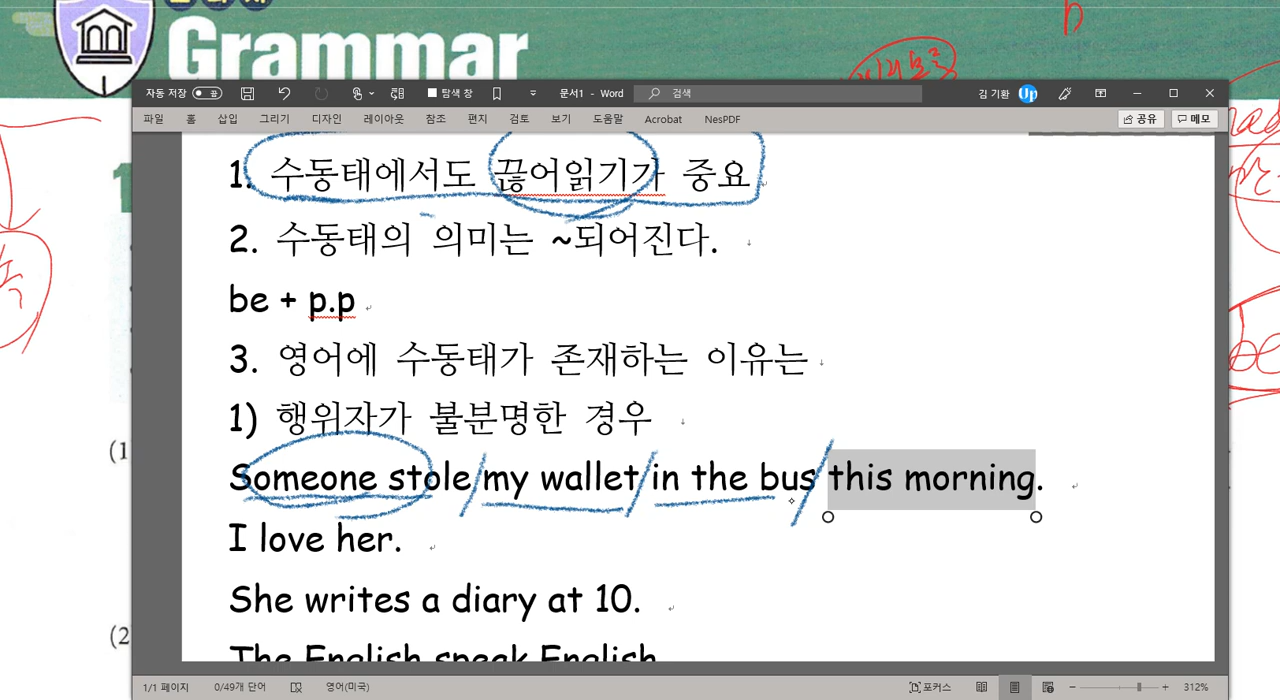 Grammar
자동 저장 탐색 창 문서1 - Word 검색 김 기환 Up
파일 홈 삽입 그리기 디자인 레이아웃 참조 편지 검토 보기 도움말 Acrobat NesPDF 공유 메모
1. 수동태에서도 끊어읽기가 중요
2. 수동태의 의미는 ~되어진다.
be + p.p
3. 영어에 수동태가 존재하는 이유는
1) 행위자가 불분명한 경우
(1
Someone stole my wallet in the bus this morning.
I love her.
She writes a diary at 10.
(2
The English speak English
1/1 페이지 0/49개 단어 영어(미국) 포커스 312%